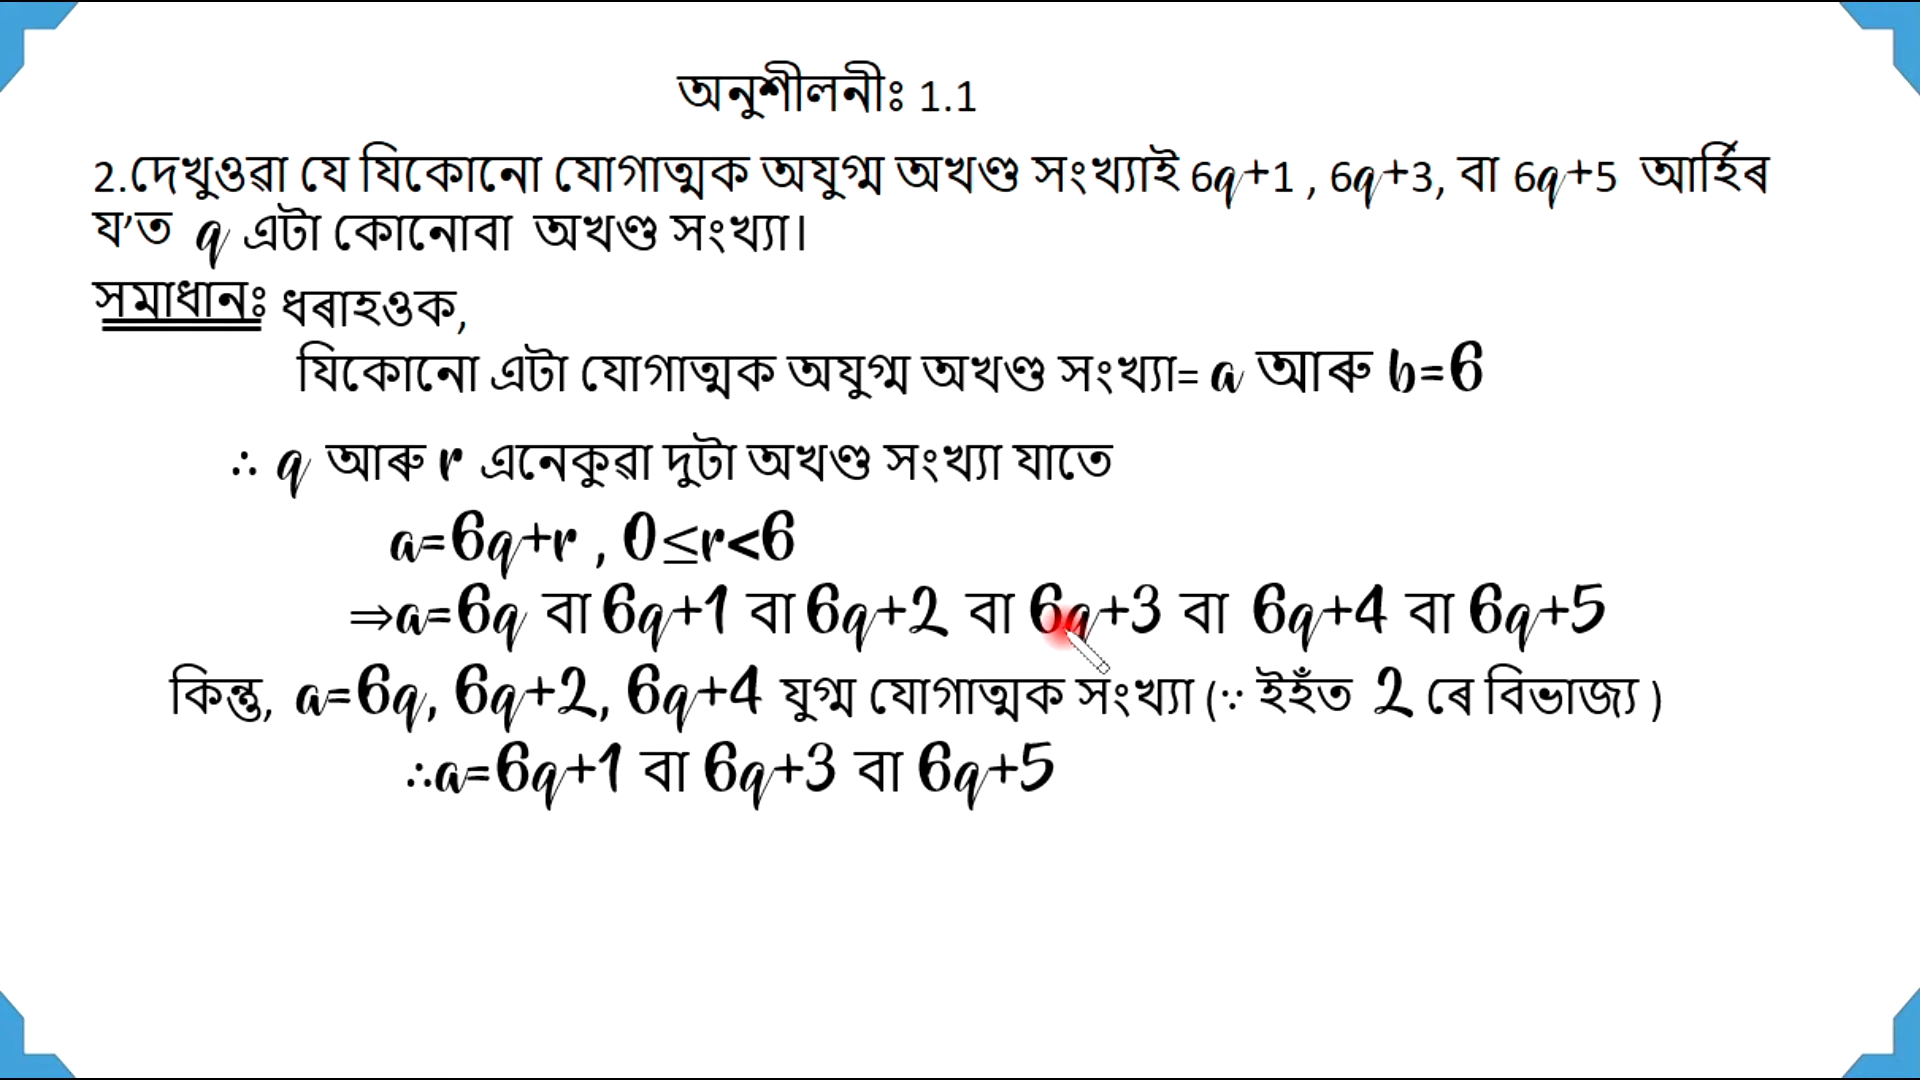 অনুশীলনীঃ 1.1
2.দেখুওৱা যে যিকোনো যোগাত্মক অযুগ্ম অখণ্ড সংখ্যাই 6q+1 , 6q+3, বা 6q+5 আৰ্হিৰ
য’ত q এটা কোনোবা অখণ্ড সংখ্যা।
সমাধানঃ ধৰাহওক,
যিকোনো এটা যোগাত্মক অযুগ্ম অখণ্ড সংখ্যা= a আৰু b=6
∴ q আৰু r এনেকুৱা দুটা অখণ্ড সংখ্যা যাতে
a=6q+r , 0≤r<6
⇒a=6q বা 6q+1 বা 6q+2 বা 6q+3 বা 6q+4 বা 6q+5
কিন্তু, a=6q, 6q+2, 6q+4 যুগ্ম যোগাত্মক সংখ্যা (∵ ইহঁত 2 ৰে বিভাজ্য )
∴a=6q+1 বা 6q+3 বা 6q+5